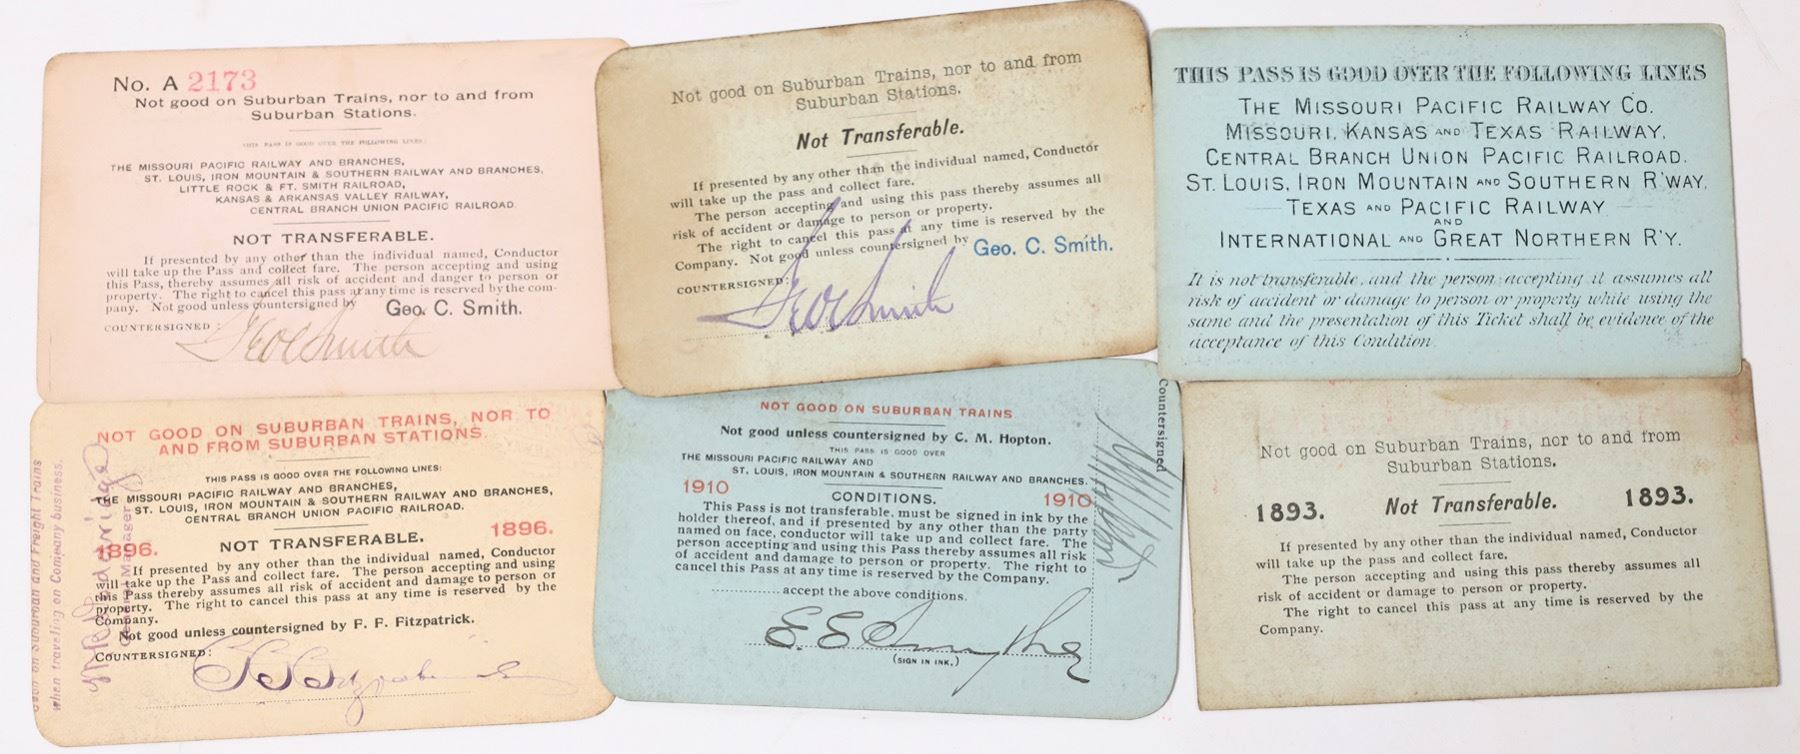 No. A 2173
Not good on Suburban Trains, nor to and from
Suburban Stations.
THIS PASS IS GOOD OVER THE FOLLOWING LINES:
THE MISSOURI PACIFIC RAILWAY AND BRANCHES,
ST. LOUIS, IRON MOUNTAIN & SOUTHERN RAILWAY AND BRANCHES,
LITTLE ROCK & FT. SMITH RAILROAD,
KANSAS & ARKANSAS VALLEY RAILWAY,
CENTRAL BRANCH UNION PACIFIC RAILROAD.
NOT TRANSFERABLE.
If presented by any other than the individual named, Conductor
will take up the Pass and collect fare. The person accepting and using
this Pass, thereby assumes all risk of accident and danger to person or
property. The right to cancel this pass at any time is reserved by the com-
pany. Not good unless countersigned by Geo. C. Smith.
COUNTERSIGNED:
Geo C Smith
Not good on Suburban Trains, nor to and from
Suburban Stations.
Not Transferable.
If presented by any other than the individual named, Conductor
will take up the pass and collect fare.
The person accepting and using this pass thereby assumes all
risk of accident or damage to person or property.
The right to cancel this pass at any time is reserved by the
Company. Not good unless countersigned by Geo. C. Smith.
COUNTERSIGNED:
Geo C Smith
THIS PASS IS GOOD OVER THE FOLLOWING LINES
THE MISSOURI PACIFIC RAILWAY CO.
MISSOURI, KANSAS AND TEXAS RAILWAY,
CENTRAL BRANCH UNION PACIFIC RAILROAD.
ST. LOUIS, IRON MOUNTAIN AND SOUTHERN R'WAY,
TEXAS AND PACIFIC RAILWAY
AND
INTERNATIONAL AND GREAT NORTHERN R'Y.
It is not transferable, and the person accepting it assumes all
risk of accident or damage to person or property while using the
same and the presentation of this Ticket shall be evidence of the
acceptance of this Condition.
NOT GOOD ON SUBURBAN TRAINS, NOR TO
AND FROM SUBURBAN STATIONS.
THIS PASS IS GOOD OVER THE FOLLOWING LINES:
THE MISSOURI PACIFIC RAILWAY AND BRANCHES,
ST. LOUIS, IRON MOUNTAIN & SOUTHERN RAILWAY AND BRANCHES,
CENTRAL BRANCH UNION PACIFIC RAILROAD.
1896. NOT TRANSFERABLE. 1896.
If presented by any other than the individual named, Conductor
will take up the Pass and collect fare. The person accepting and using
this Pass thereby assumes all risk of accident and damage to person or
property. The right to cancel this pass at any time is reserved by the
Company.
Not good unless countersigned by F. F. Fitzpatrick.
COUNTERSIGNED:
on Suburban and Freight Trains
when traveling on Company business.
General Manager
NOT GOOD ON SUBURBAN TRAINS
Not good unless countersigned by C. M. Hopton.
THIS PASS IS GOOD OVER
THE MISSOURI PACIFIC RAILWAY AND
ST. LOUIS, IRON MOUNTAIN & SOUTHERN RAILWAY AND BRANCHES.
1910 CONDITIONS. 1910
This Pass is not transferable, must be signed in ink by the
holder thereof, and if presented by any other than the party
named on face, conductor will take up and collect fare. The
person accepting and using this Pass thereby assumes all risk
of accident and damage to person or property. The right to
cancel this Pass at any time is reserved by the Company.
accept the above conditions.
E. E. Smythe
(SIGN IN INK.)
Countersigned
Not good on Suburban Trains, nor to and from
Suburban Stations.
1893. Not Transferable. 1893.
If presented by any other than the individual named, Conductor
will take up the pass and collect fare.
The person accepting and using this pass thereby assumes all
risk of accident or damage to person or property.
The right to cancel this pass at any time is reserved by the
Company.